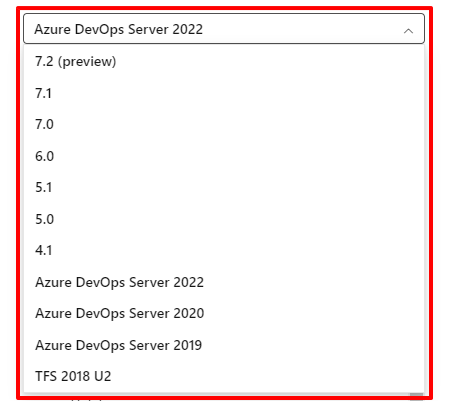 Azure DevOps Server 2022
7.2 (preview)
7.1
7.0
6.0
5.1
5.0
4.1
Azure DevOps Server 2022
Azure DevOps Server 2020
Azure DevOps Server 2019
TFS 2018 U2